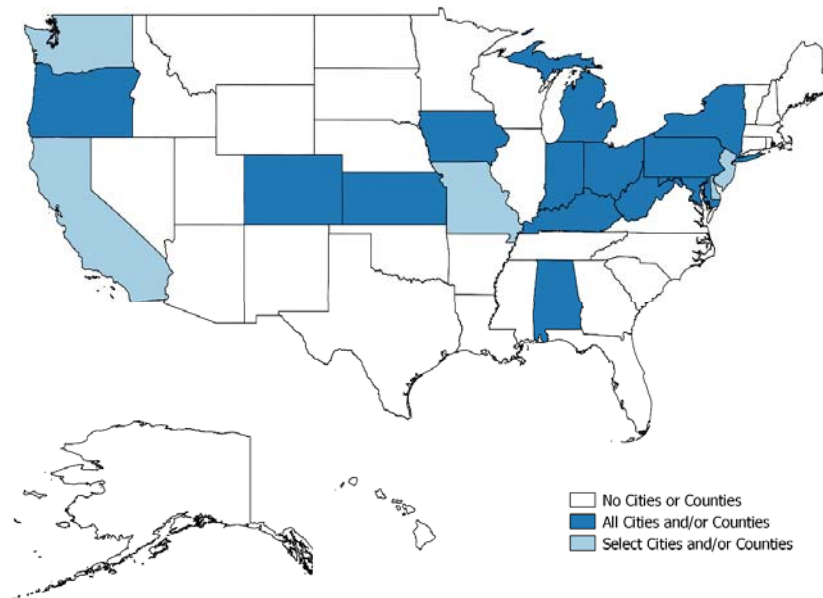 No Cities or Counties
All Cities and/or Counties
Select Cities and/or Counties